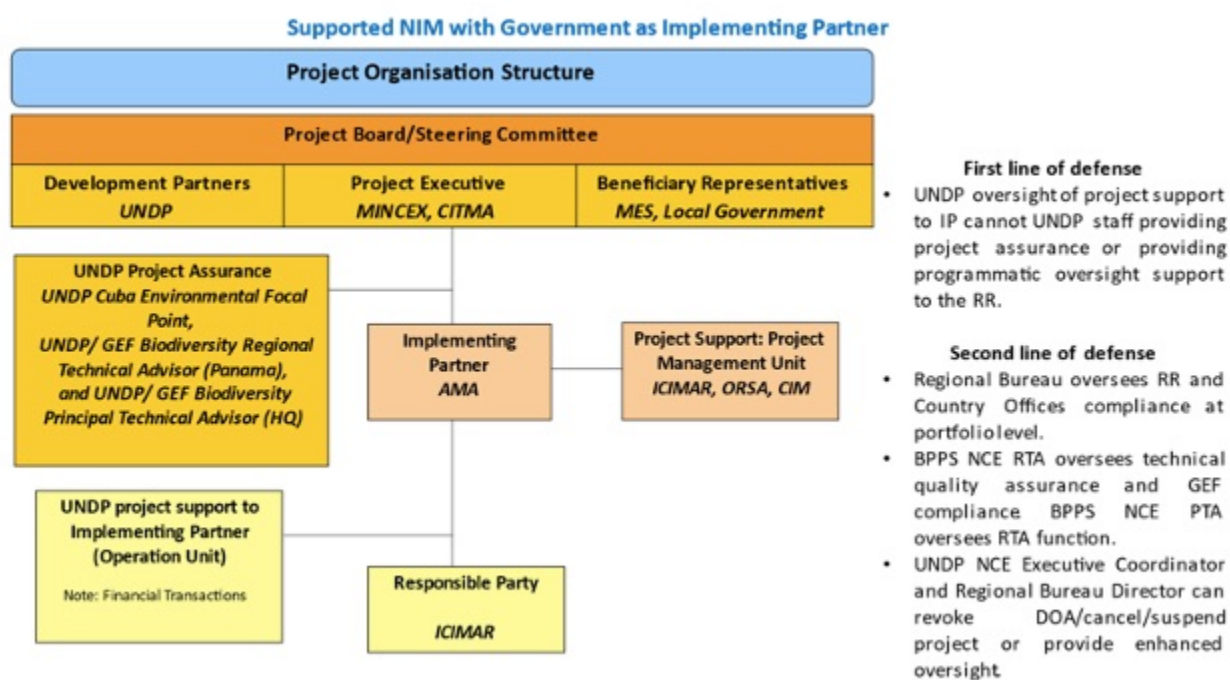 Supported NIM with Government as Implementing Partner
Project Organisation Structure
Project Board/Steering Committee
Development Partners
UNDP
Project Executive
MINCEX, CITMA
Beneficiary Representatives
MES, Local Government
UNDP Project Assurance
UNDP Cuba Environmental Focal
Point,
UNDP/ GEF Biodiversity Regional
Technical Advisor (Panama),
and UNDP/ GEF Biodiversity
Principal Technical Advisor (HQ)
Implementing
Partner
AMA
Project Support: Project
Management Unit
ICIMAR, ORSA, CIM
UNDP project support to
Implementing Partner
(Operation Unit)
Note: Financial Transactions
Responsible Party
ICIMAR
First line of defense
• UNDP oversight of project support
to IP cannot UNDP staff providing
project assurance or providing
programmatic oversight support
to the RR.
Second line of defense
• Regional Bureau oversees RR and
Country Offices compliance at
portfolio level.
• BPPS NCE RTA oversees technical
quality assurance and GEF
compliance. BPPS NCE PTA
oversees RTA function.
• UNDP NCE Executive Coordinator
and Regional Bureau Director can
revoke DOA/cancel/suspend
project or provide enhanced
oversight.